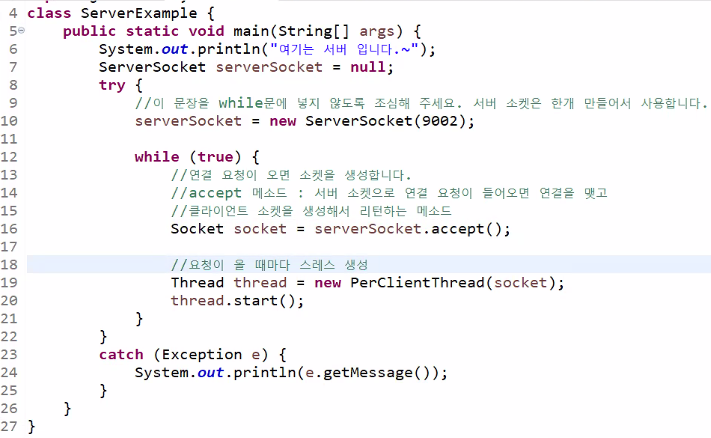 4 class ServerExample {
5 public static void main(String[] args) {
6 System.out.println("여기는 서버 입니다.~");
7 ServerSocket serverSocket = null;
8 try {
9 //이 문장을 while문에 넣지 않도록 조심해 주세요. 서버 소켓은 한개 만들어서 사용합니다.
10 serverSocket = new ServerSocket(9002);
11
12 while (true) {
13 //연결 요청이 오면 소켓을 생성합니다.
14 //accept 메소드 : 서버 소켓으로 연결 요청이 들어오면 연결을 맺고
15 //클라이언트 소켓을 생성해서 리턴하는 메소드
16 Socket socket = serverSocket.accept();
17
18 //요청이 올 때마다 스레스 생성
19 Thread thread = new PerClientThread(socket);
20 thread.start();
21 }
22 }
23 catch (Exception e) {
24 System.out.println(e.getMessage());
25 }
26 }
27 }